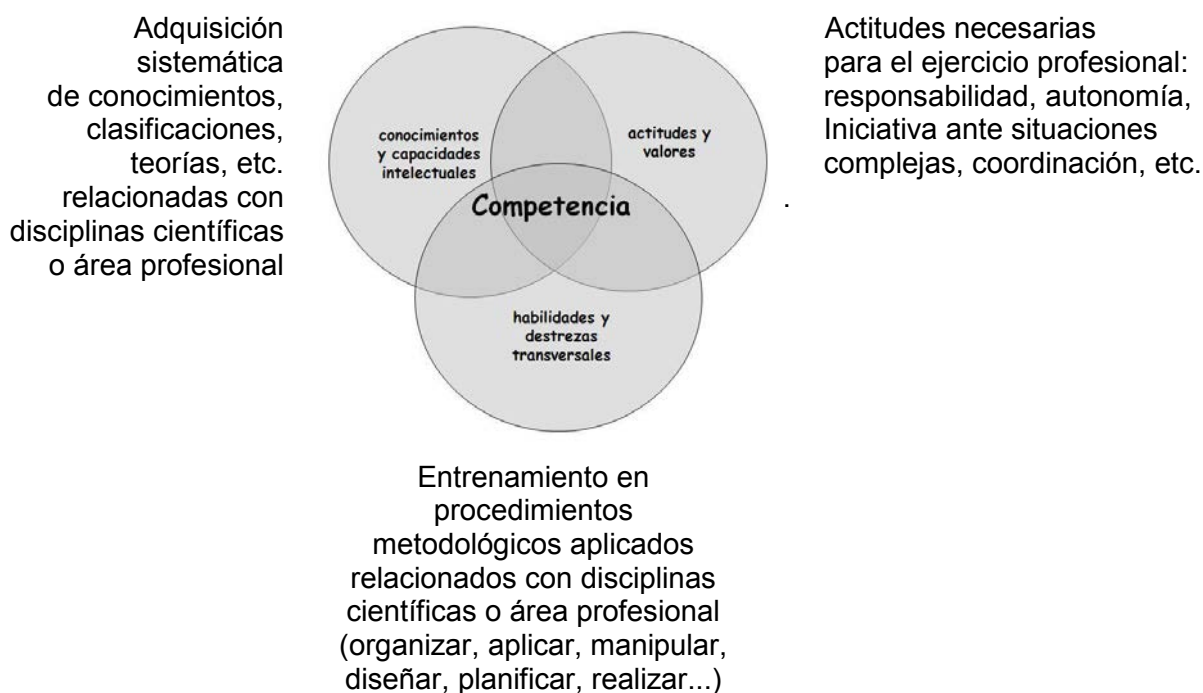 Adquisición
sistemática
de conocimientos,
clasificaciones,
teorías, etc.
relacionadas con
disciplinas científicas
o área profesional
conocimientos
y capacidades
intelectuales
actitudes y
valores
Competencia
habilidades y
destrezas
transversales
Actitudes necesarias
para el ejercicio profesional:
responsabilidad, autonomía,
Iniciativa ante situaciones
complejas, coordinación, etc.
.
Entrenamiento en
procedimientos
metodológicos aplicados
relacionados con disciplinas
científicas o área profesional
(organizar, aplicar, manipular,
diseñar, planificar, realizar...)